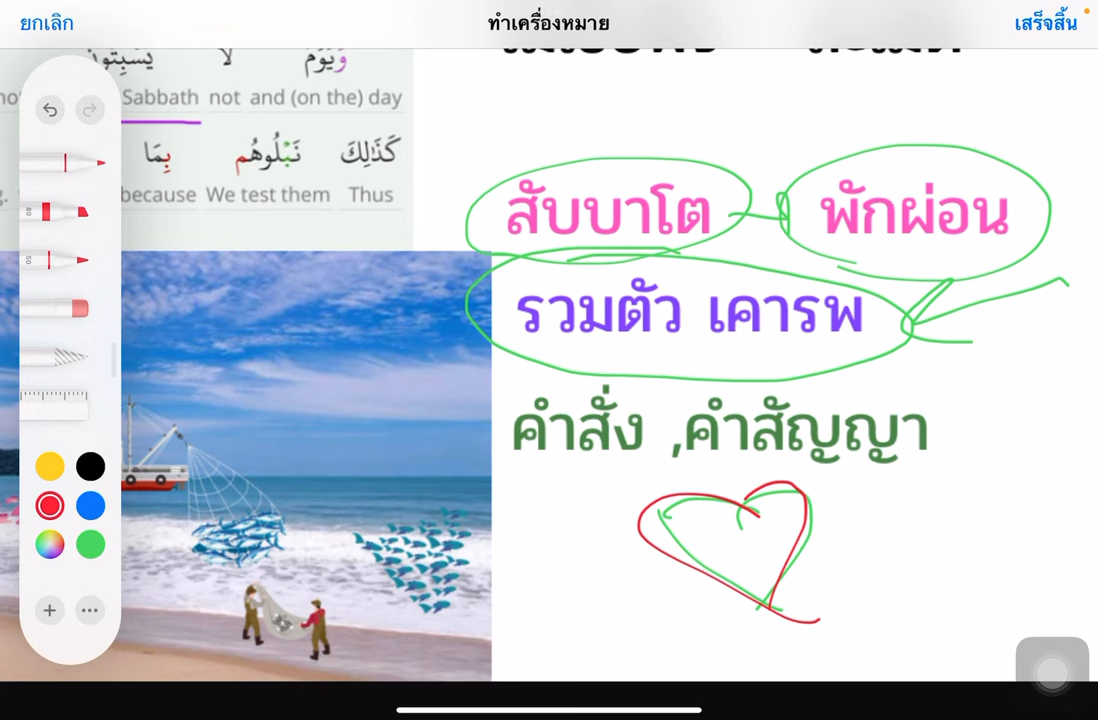 ยกเลิก ทำเครื่องหมาย เสร็จสิ้น
وَيَوْمَ لَا يَسْبِتُونَ
Sabbath not and (on the) day
كَذَٰلِكَ نَبْلُوهُم بِمَا
because We test them Thus
สับบาโต พักผ่อน
รวมตัว เคารพ
คำสั่ง ,คำสัญญา